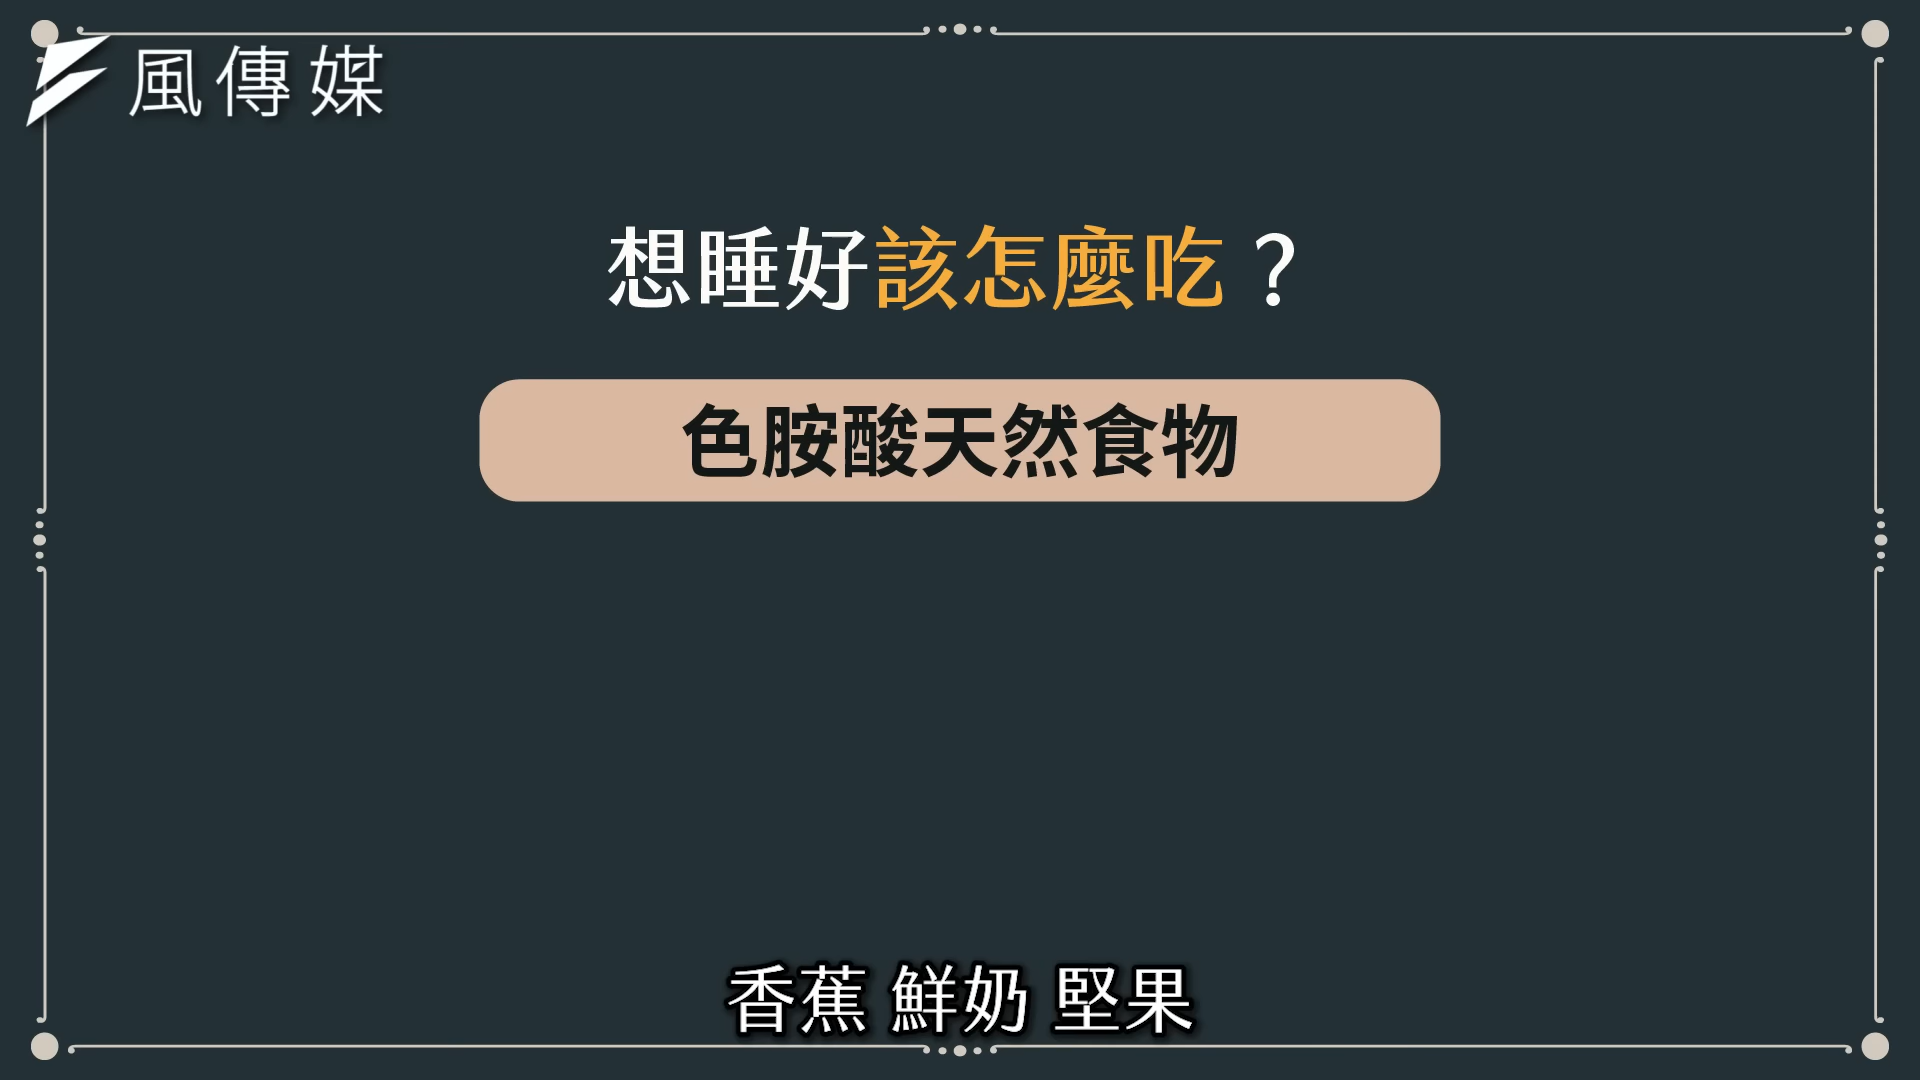 風傳媒
想睡好該怎麼吃？
色胺酸天然食物
香蕉 鮮奶 堅果